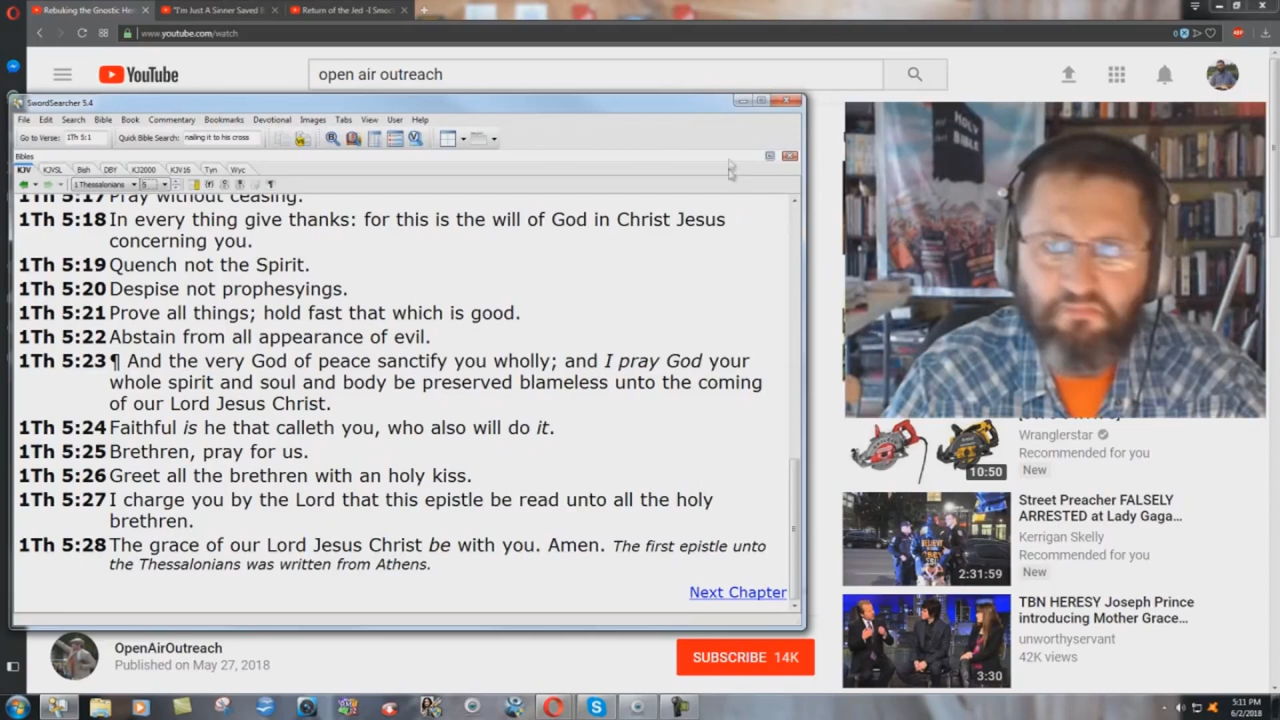 Rebuking the Gnostic Her
"I'm Just A Sinner Saved B
Return of the Jed -| Smoc
www.youtube.com/watch
0
ABP
YouTube
open air outreach
SwordSearcher 5.4
File Edit Search Bible Book Commentary Bookmarks Devotional Images Tabs View User Help
Go to Verse: 1Th 5:1 Quick Bible Search: nailing it to his cross
Bibles
KJV KJVSL Bish DBY KJ2000 KJV16 Tyn Wyc
1 Thessalonians 5
1Th 5:17 Pray without ceasing.
1Th 5:18 In every thing give thanks: for this is the will of God in Christ Jesus
concerning you.
1Th 5:19 Quench not the Spirit.
1Th 5:20 Despise not prophesyings.
1Th 5:21 Prove all things; hold fast that which is good.
1Th 5:22 Abstain from all appearance of evil.
1Th 5:23 ¶ And the very God of peace sanctify you wholly; and I pray God your
whole spirit and soul and body be preserved blameless unto the coming
of our Lord Jesus Christ.
1Th 5:24 Faithful is he that calleth you, who also will do it.
1Th 5:25 Brethren, pray for us.
1Th 5:26 Greet all the brethren with an holy kiss.
1Th 5:27 I charge you by the Lord that this epistle be read unto all the holy
brethren.
1Th 5:28 The grace of our Lord Jesus Christ be with you. Amen. The first epistle unto
the Thessalonians was written from Athens.
Next Chapter
OpenAirOutreach
Published on May 27, 2018
SUBSCRIBE 14K
HOLY BIBLE
Wranglerstar
Recommended for you
New
10:50
Street Preacher FALSELY
ARRESTED at Lady Gaga...
Kerrigan Skelly
Recommended for you
New
2:31:59
TBN HERESY Joseph Prince
introducing Mother Grace...
unworthyservant
42K views
3:30
5:11 PM
6/2/2018